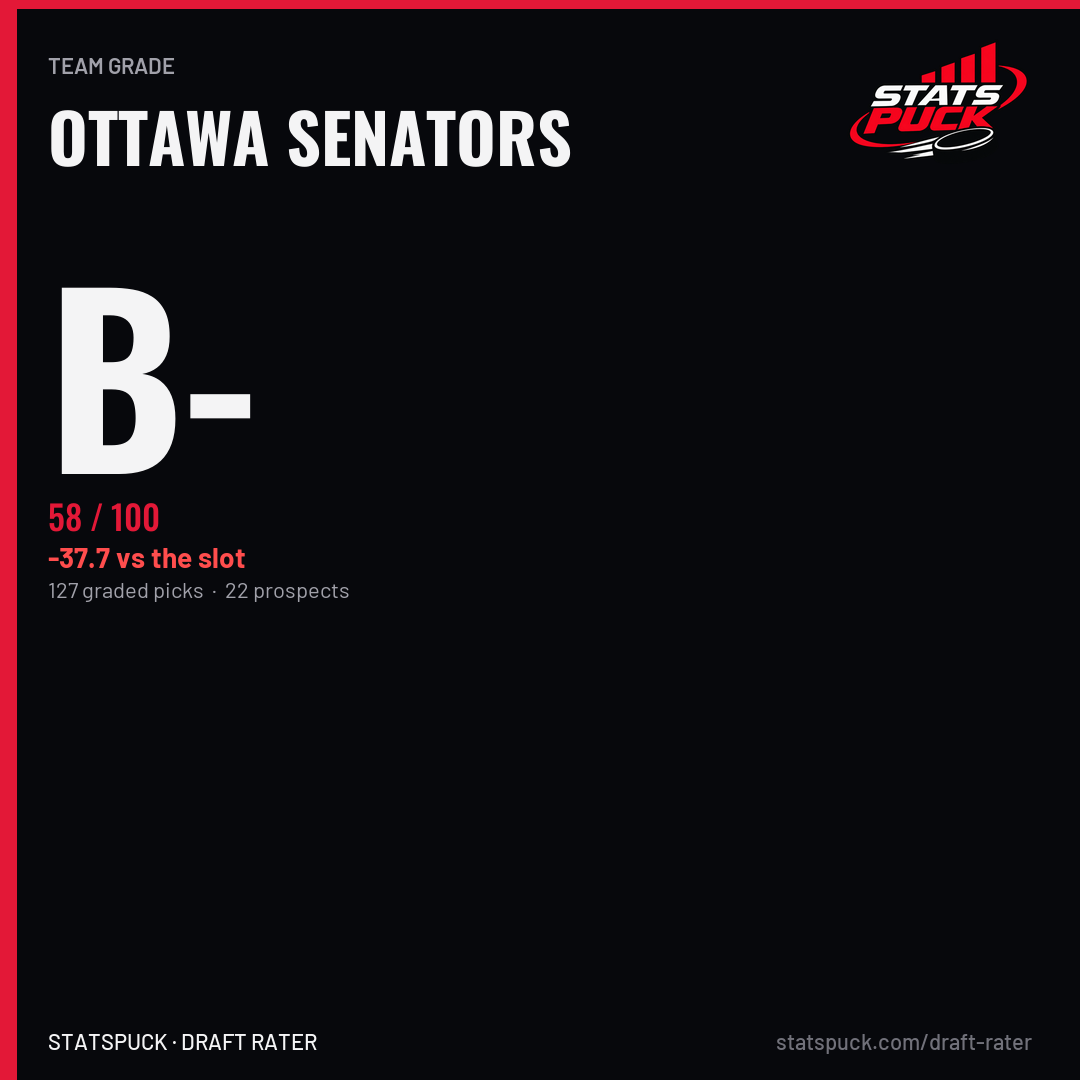 TEAM GRADE
OTTAWA SENATORS
STATS
PUCK
B-
58 / 100
-37.7 vs the slot
127 graded picks · 22 prospects
STATSPUCK · DRAFT RATER
statspuck.com/draft-rater